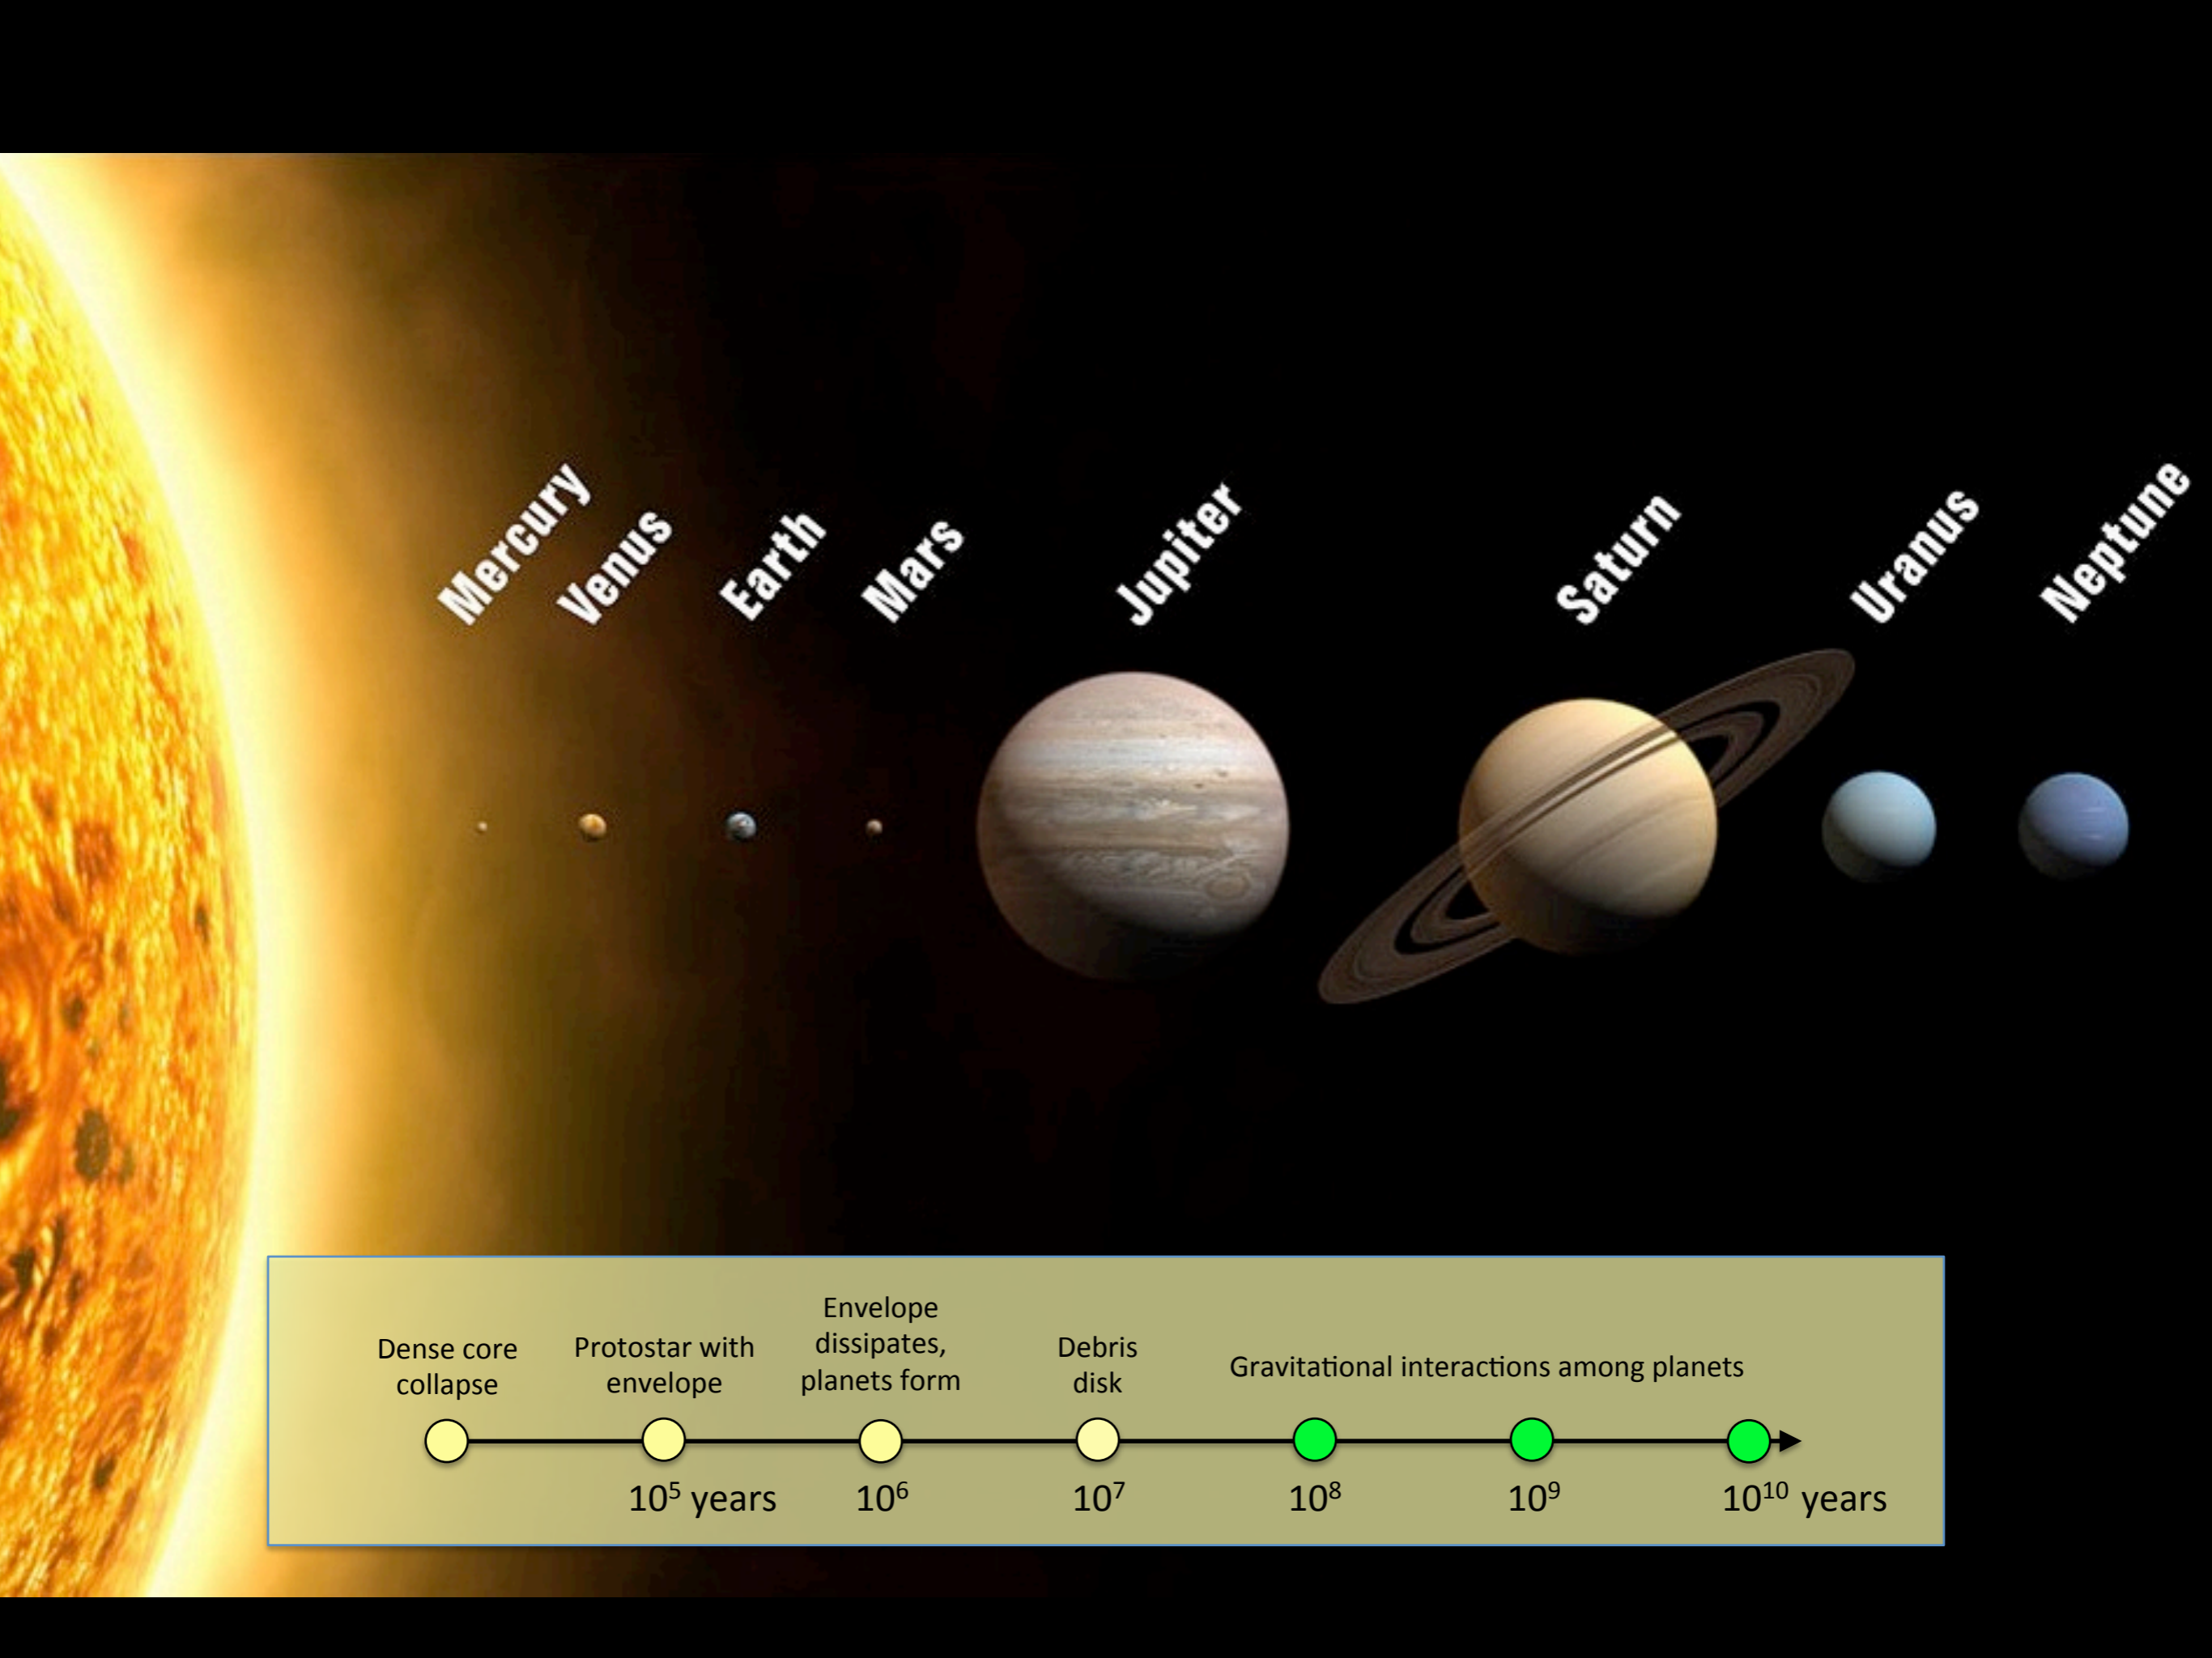 Mercury
Venus
Earth
Mars
Jupiter
Saturn
Uranus
Neptune
Dense core
collapse
Protostar with
envelope
Envelope
dissipates,
planets form
Debris
disk
Gravitational interactions among planets
10⁵ years
10⁶
10⁷
10⁸
10⁹
10¹⁰ years